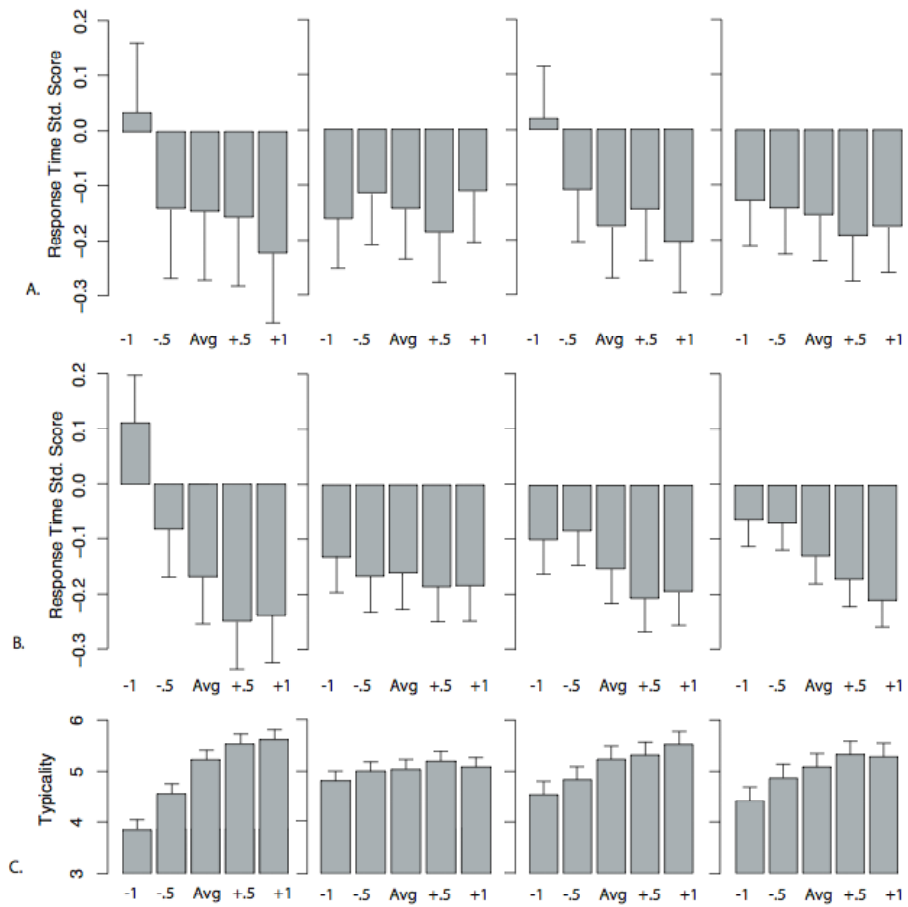 0.2
0.1
0.0
−0.1
−0.2
−0.3
Response Time Std. Score
A.
-1 -.5 Avg +.5 +1 -1 -.5 Avg +.5 +1 -1 -.5 Avg +.5 +1 -1 -.5 Avg +.5 +1
0.2
0.1
0.0
−0.1
−0.2
−0.3
Response Time Std. Score
B.
-1 -.5 Avg +.5 +1 -1 -.5 Avg +.5 +1 -1 -.5 Avg +.5 +1 -1 -.5 Avg +.5 +1
6
5
4
3
Typicality
C.
-1 -.5 Avg +.5 +1 -1 -.5 Avg +.5 +1 -1 -.5 Avg +.5 +1 -1 -.5 Avg +.5 +1